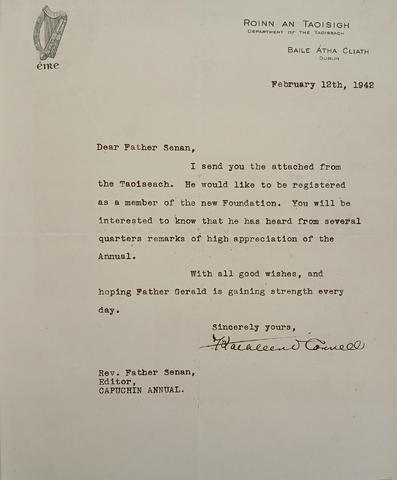 ROINN AN TAOISIGH
DEPARTMENT OF THE TAOISEACH
BAILE ÁTHA CLIATH
DUBLIN
éire
February 12th, 1942
Dear Father Senan,
I send you the attached from
the Taoiseach. He would like to be registered
as a member of the new Foundation. You will be
interested to know that he has heard from several
quarters remarks of high appreciation of the
Annual.
With all good wishes, and
hoping Father Gerald is gaining strength every
day.
Sincerely yours,
Kathleen O'Connell
Rev. Father Senan,
Editor,
CAPUCHIN ANNUAL.